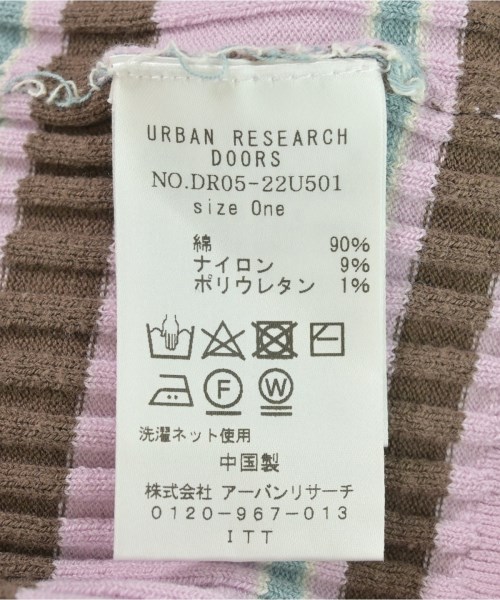 URBAN RESEARCH
DOORS
NO.DR05-22U501
size One
綿 90%
ナイロン 9%
ポリウレタン 1%
F W
洗濯ネット使用
中国製
株式会社 アーバンリサーチ
0120-967-013
ITT